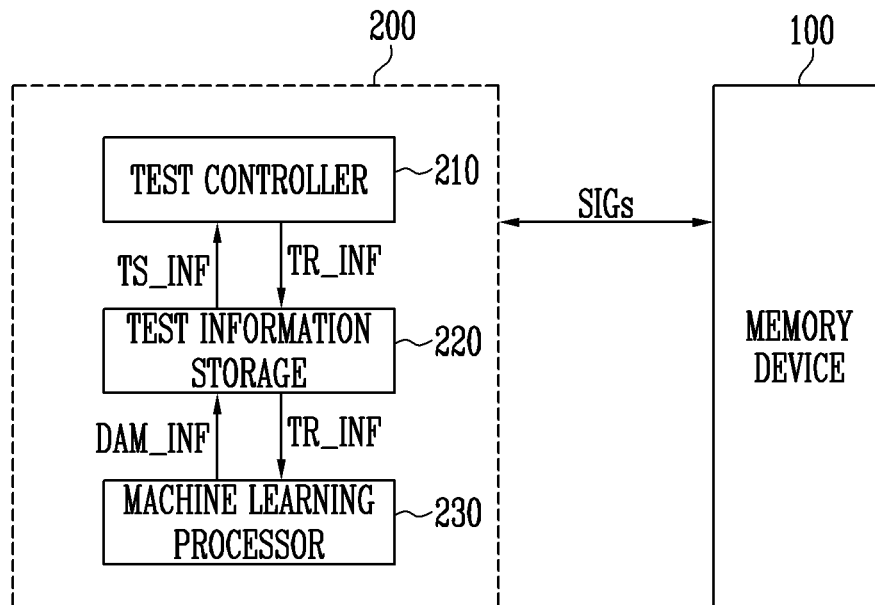 200
100
TEST CONTROLLER
210
SIGs
TS_INF
TR_INF
TEST INFORMATION
STORAGE
220
MEMORY
DEVICE
DAM_INF
TR_INF
MACHINE LEARNING
PROCESSOR
230